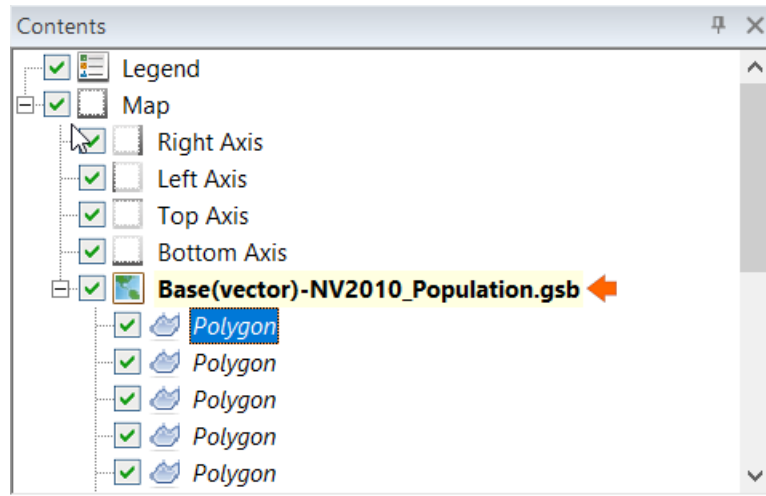 Contents
Legend
Map
Right Axis
Left Axis
Top Axis
Bottom Axis
Base(vector)-NV2010_Population.gsb
Polygon
Polygon
Polygon
Polygon
Polygon